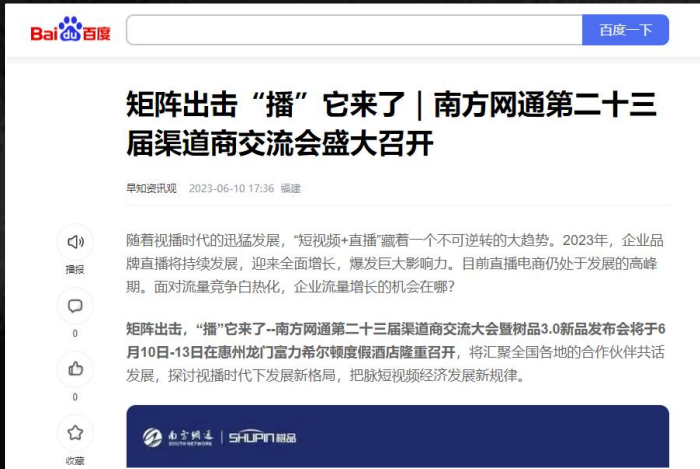 Bai du 百度
百度一下
矩阵出击“播”它来了｜南方网通第二十三
届渠道商交流会盛大召开
早知资讯观 2023-06-10 17:36 福建
随着视播时代的迅猛发展，“短视频+直播”藏着一个不可逆转的大趋势。2023年，企业品
牌直播将持续发展，迎来全面增长，爆发巨大影响力。目前直播电商仍处于发展的高峰
期。面对流量竞争白热化，企业流量增长的机会在哪？
播报
0
矩阵出击，“播”它来了--南方网通第二十三届渠道商交流大会暨树品3.0新品发布会将于6
月10日-13日在惠州龙门富力希尔顿度假酒店隆重召开，将汇聚全国各地的合作伙伴共话
发展，探讨视播时代下发展新格局，把脉短视频经济发展新规律。
0
收藏
南方网通 SOUTH NETWORK | SHUPIN树品